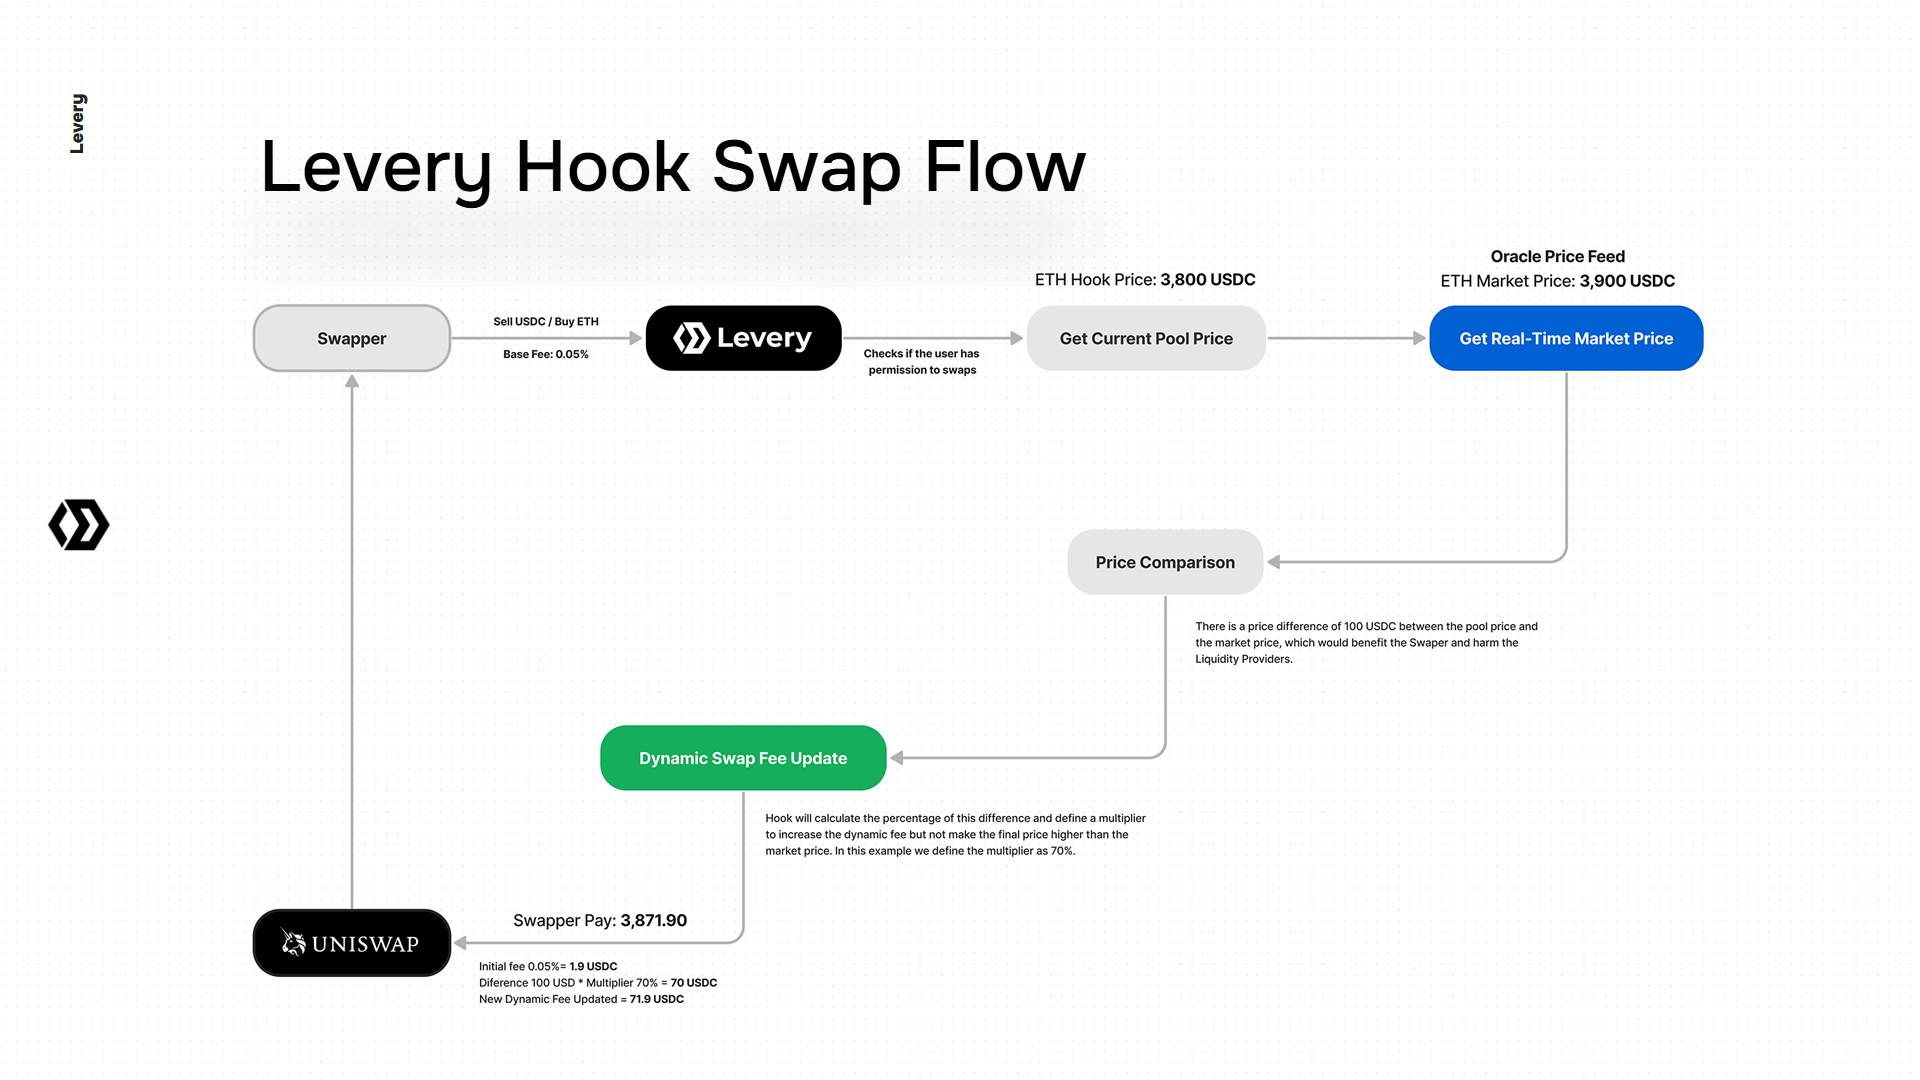 Levery
Levery Hook Swap Flow
Oracle Price Feed
ETH Hook Price: 3,800 USDC
ETH Market Price: 3,900 USDC
Swapper
Sell USDC / Buy ETH
Base Fee: 0.05%
Levery
Checks if the user has
permission to swaps
Get Current Pool Price
Get Real-Time Market Price
Price Comparison
There is a price difference of 100 USDC between the pool price and
the market price, which would benefit the Swaper and harm the
Liquidity Providers.
Dynamic Swap Fee Update
Hook will calculate the percentage of this difference and define a multiplier
to increase the dynamic fee but not make the final price higher than the
market price. In this example we define the multiplier as 70%.
Swapper Pay: 3,871.90
UNISWAP
Initial fee 0.05%= 1.9 USDC
Diference 100 USD * Multiplier 70% = 70 USDC
New Dynamic Fee Updated = 71.9 USDC